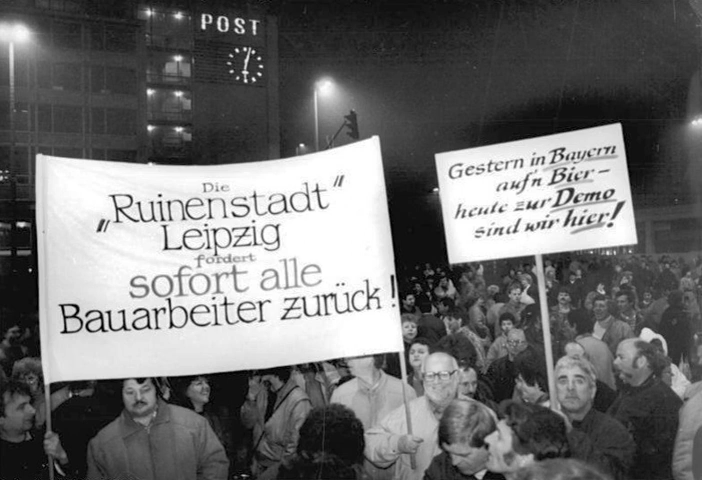 POST
Die
"Ruinenstadt"
Leipzig
fordert
sofort alle
Bauarbeiter zurück!
Gestern in Bayern
auf'n Bier –
heute zur Demo
sind wir hier!